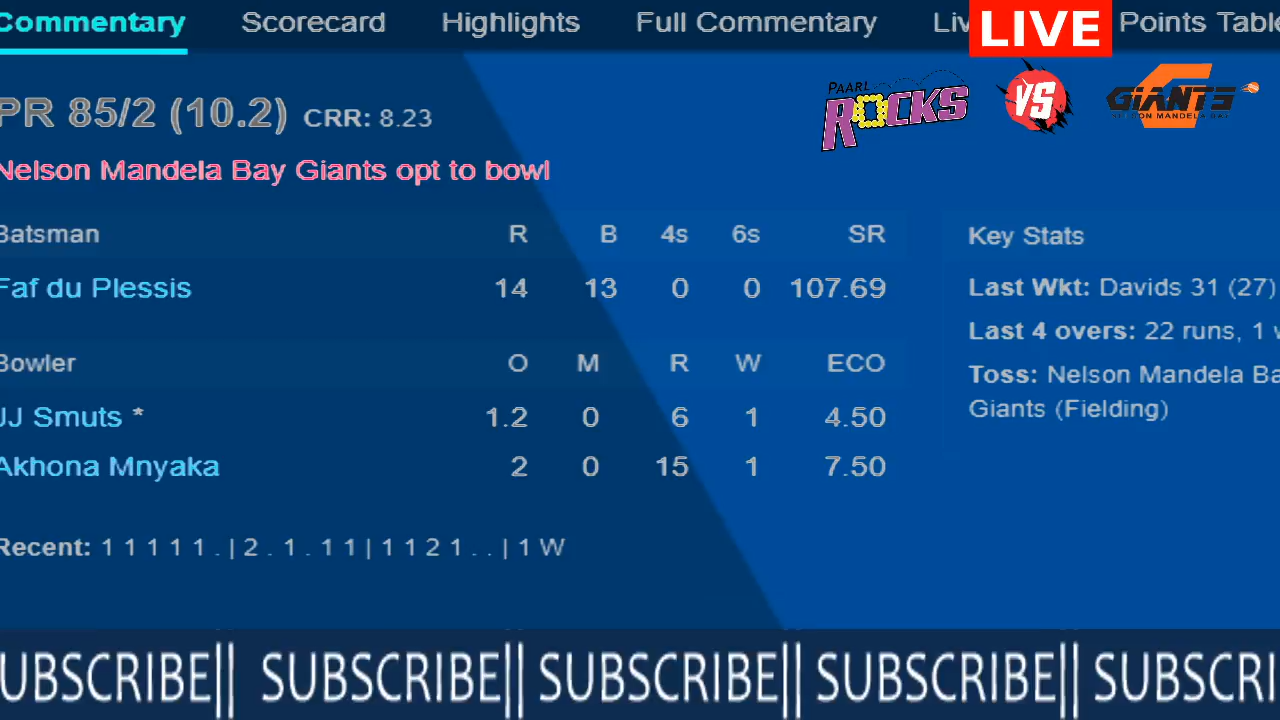 Commentary Scorecard Highlights Full Commentary Liv LIVE Points Table
PAARL
ROCKS VS GIANTS
NELSON MANDELA BAY
PR 85/2 (10.2) CRR: 8.23
Nelson Mandela Bay Giants opt to bowl
Batsman R B 4s 6s SR
Key Stats
Faf du Plessis 14 13 0 0 107.69
Last Wkt: Davids 31 (27)
Last 4 overs: 22 runs, 1 w
Bowler O M R W ECO
Toss: Nelson Mandela Ba
Giants (Fielding)
JJ Smuts * 1.2 0 6 1 4.50
Akhona Mnyaka 2 0 15 1 7.50
Recent: 1 1 1 1 1 . | 2 . 1 . 1 1 | 1 1 2 1 . . | 1 W
UBSCRIBE|| SUBSCRIBE|| SUBSCRIBE|| SUBSCRIBE|| SUBSCRI